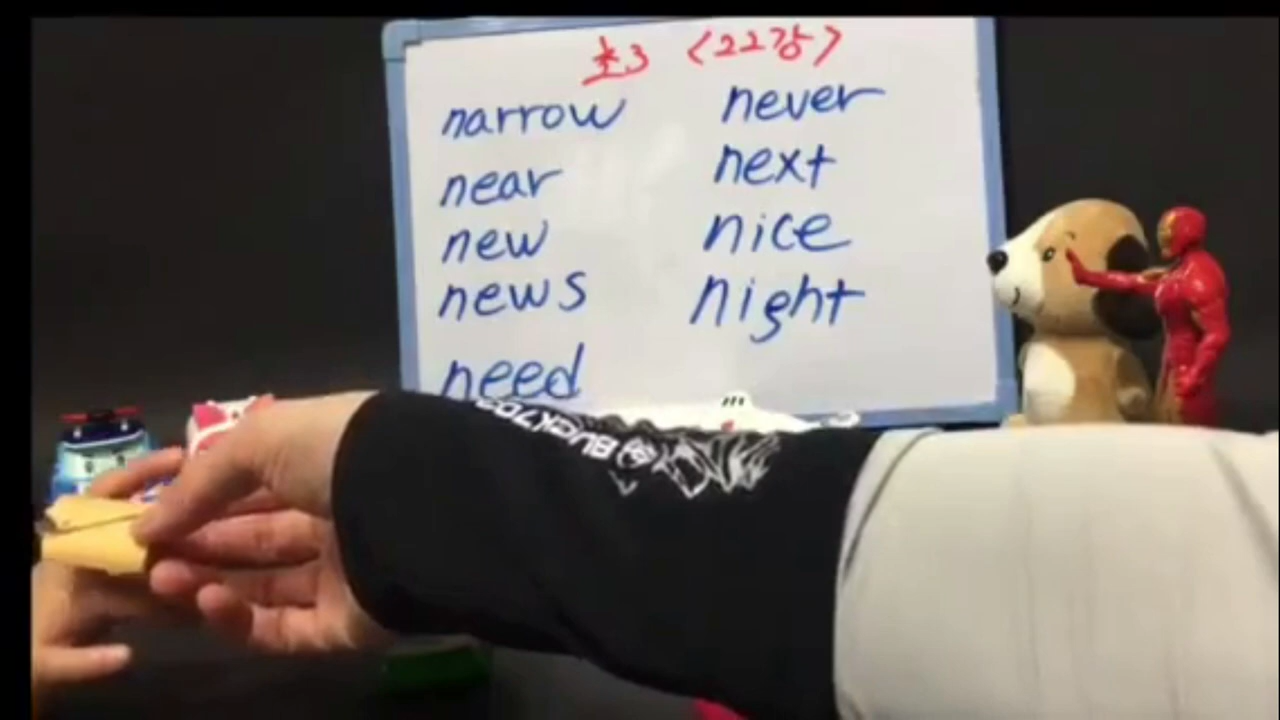 초3 <22강>
narrow
near
new
news
need
never
next
nice
night